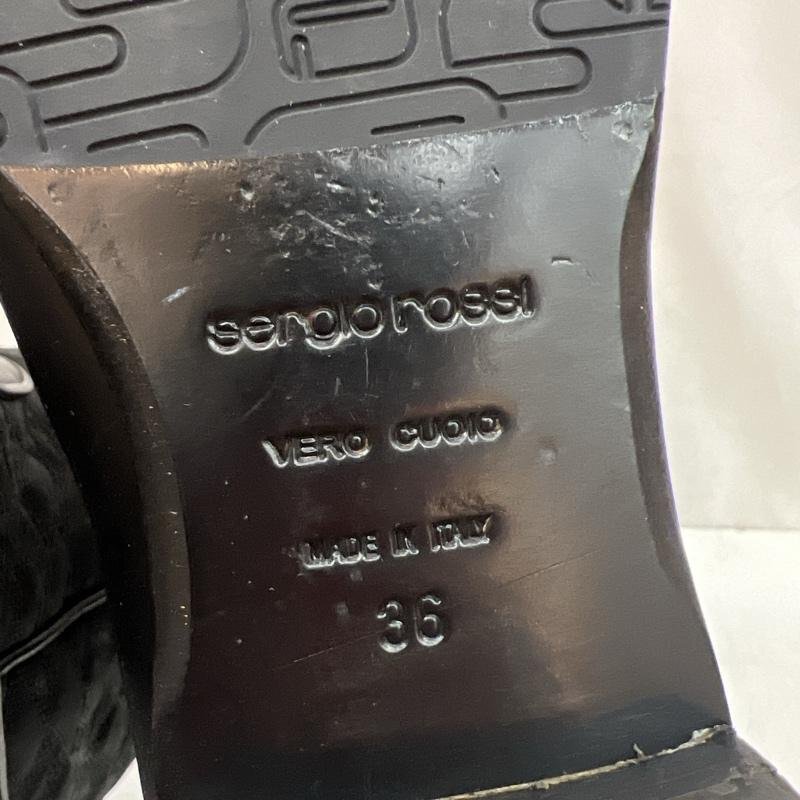 sergio rossi
VERO CUOIO
MADE IN ITALY
36